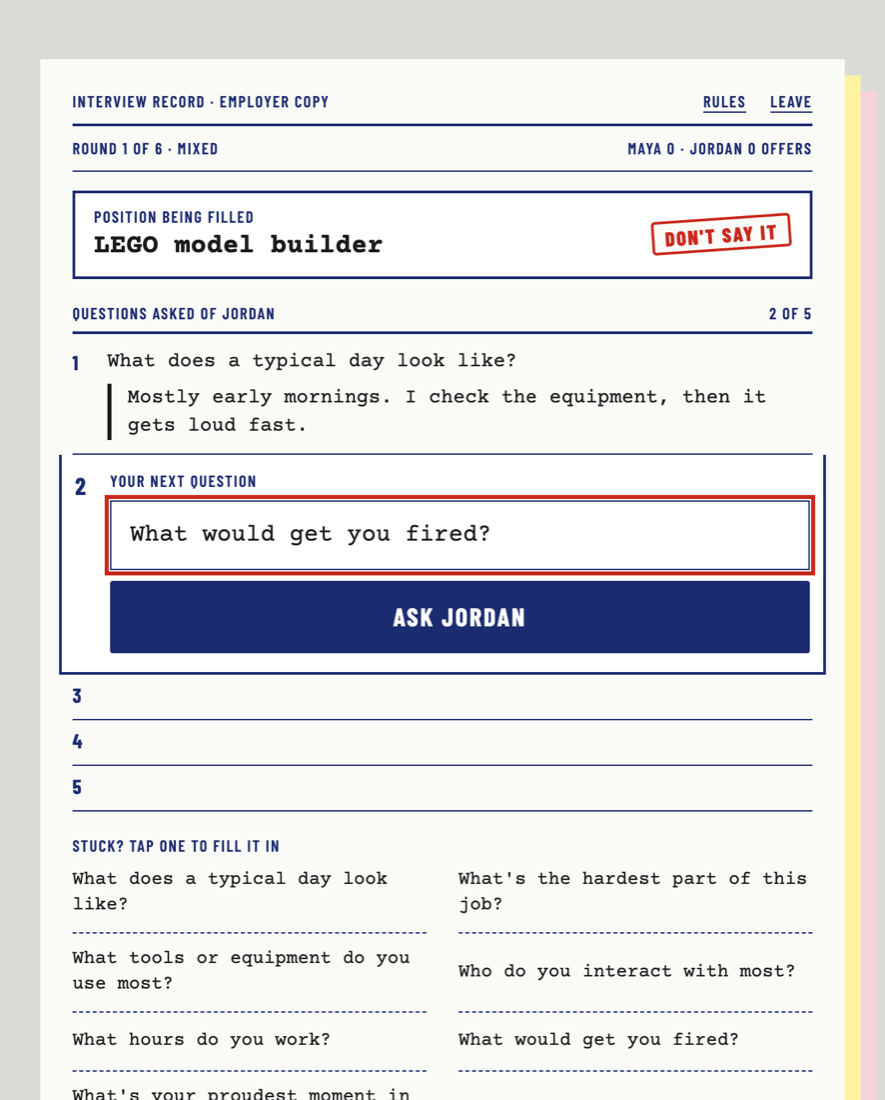 INTERVIEW RECORD · EMPLOYER COPY
RULES LEAVE
ROUND 1 OF 6 · MIXED
MAYA 0 · JORDAN 0 OFFERS
POSITION BEING FILLED
LEGO model builder
DON'T SAY IT
QUESTIONS ASKED OF JORDAN
2 OF 5
1 What does a typical day look like?
Mostly early mornings. I check the equipment, then it
gets loud fast.
2 YOUR NEXT QUESTION
What would get you fired?
ASK JORDAN
3
4
5
STUCK? TAP ONE TO FILL IT IN
What does a typical day look
like?
What's the hardest part of this
job?
What tools or equipment do you
use most?
Who do you interact with most?
What hours do you work?
What would get you fired?
What's your proudest moment in